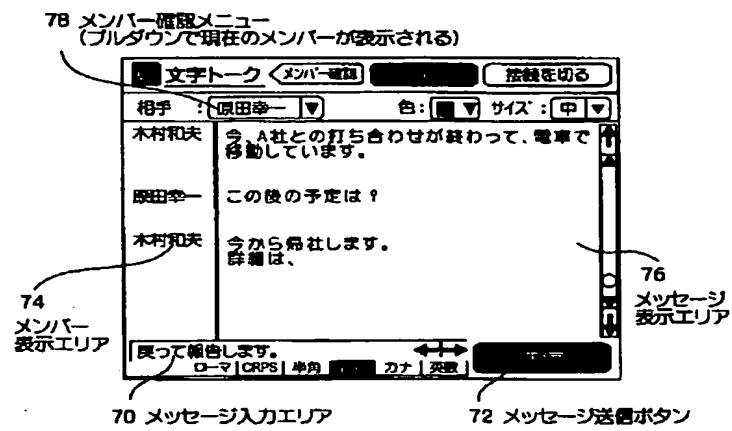 78 メンバー確認メニュー
(プルダウンで現在のメンバーが表示される)
文字トーク メンバー確認 接続を切る
相手 : 原田幸一 ▼ 色: ▼ サイズ: 中 ▼
木村和夫 今、A社との打ち合わせが終わって、電車で
移動しています。
原田幸一 この後の予定は?
木村和夫 今から帰社します。
詳細は、
74
メンバー
表示エリア
76
メッセージ
表示エリア
戻って報告します。
ローマ CRPS 半角 カナ 英数
70 メッセージ入力エリア
72 メッセージ送信ボタン